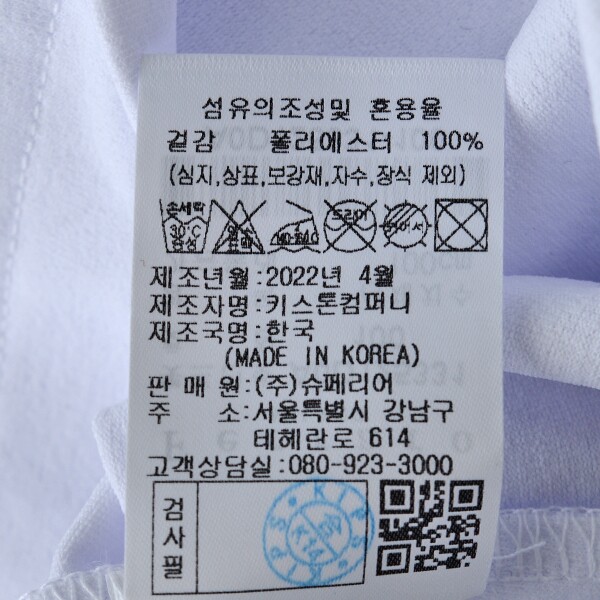 섬유의조성및 혼용율
겉감 폴리에스터 100%
(심지,상표,보강재,자수,장식 제외)
손세탁
30℃
중성
드라이
제조년월:2022년 4월
제조자명:키스톤컴퍼니
제조국명:한국
(MADE IN KOREA)
판 매 원:(주)슈페리어
주 소:서울특별시 강남구
테헤란로 614
고객상담실:080-923-3000
검사필
KIPS